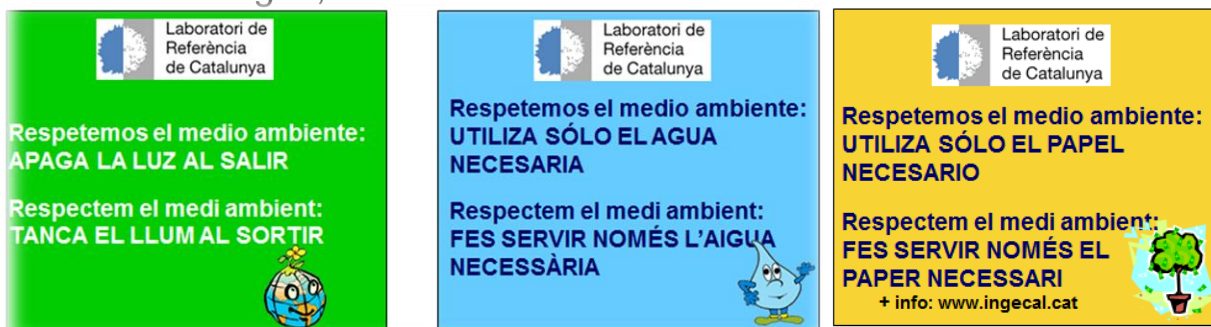 Laboratori de
Referència
de Catalunya
Respetemos el medio ambiente:
APAGA LA LUZ AL SALIR
Respectem el medi ambient:
TANCA EL LLUM AL SORTIR
Laboratori de
Referència
de Catalunya
Respetemos el medio ambiente:
UTILIZA SÓLO EL AGUA
NECESARIA
Respectem el medi ambient:
FES SERVIR NOMÉS L'AIGUA
NECESSÀRIA
Laboratori de
Referència
de Catalunya
Respetemos el medio ambiente:
UTILIZA SÓLO EL PAPEL
NECESARIO
Respectem el medi ambient:
FES SERVIR NOMÉS EL
PAPER NECESSARI
+ info: www.ingecal.cat